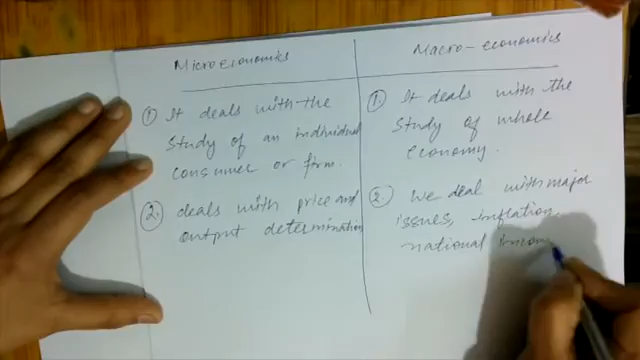 Microeconomics
Macro-economics
① It deals with the
Study of an individual
consumer or firm.
② deals with price and
output determination
①. It deals with the
Study of whole
economy.
②. We deal with major
issues, inflation,
national